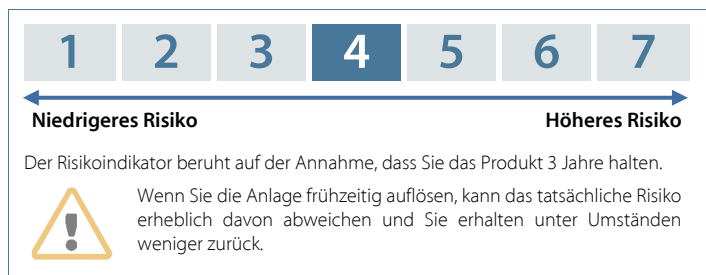 1 2 3 4 5 6 7
Niedrigeres Risiko Höheres Risiko
Der Risikoindikator beruht auf der Annahme, dass Sie das Produkt 3 Jahre halten.
Wenn Sie die Anlage frühzeitig auflösen, kann das tatsächliche Risiko
erheblich davon abweichen und Sie erhalten unter Umständen
weniger zurück.